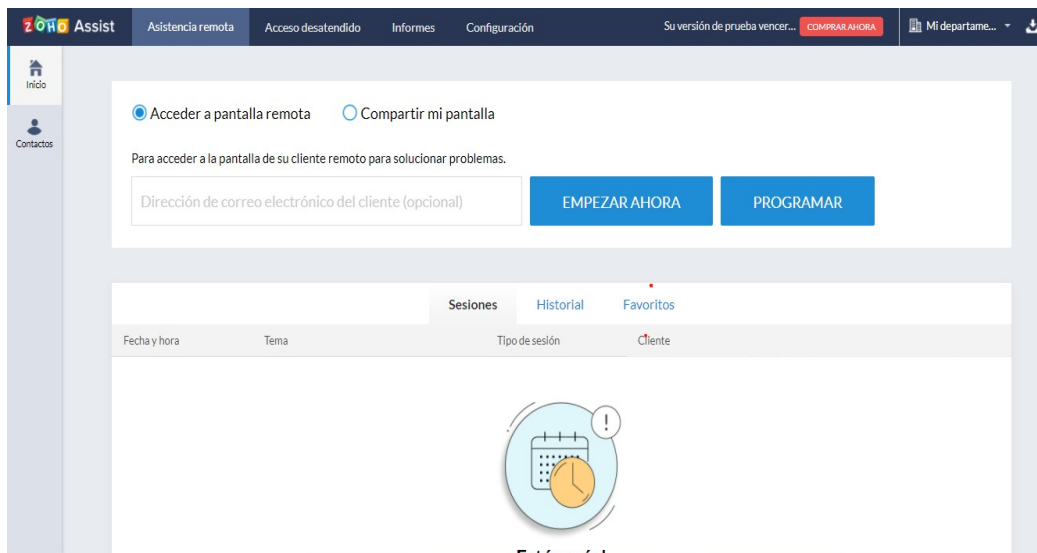 ZOHO Assist
Asistencia remota
Acceso desatendido
Informes
Configuración
Su versión de prueba vencer...
COMPRAR AHORA
Mi departame...
Inicio
Contactos
Acceder a pantalla remota
Compartir mi pantalla
Para acceder a la pantalla de su cliente remoto para solucionar problemas.
Dirección de correo electrónico del cliente (opcional)
EMPEZAR AHORA
PROGRAMAR
Sesiones
Historial
Favoritos
Fecha y hora
Tema
Tipo de sesión
Cliente